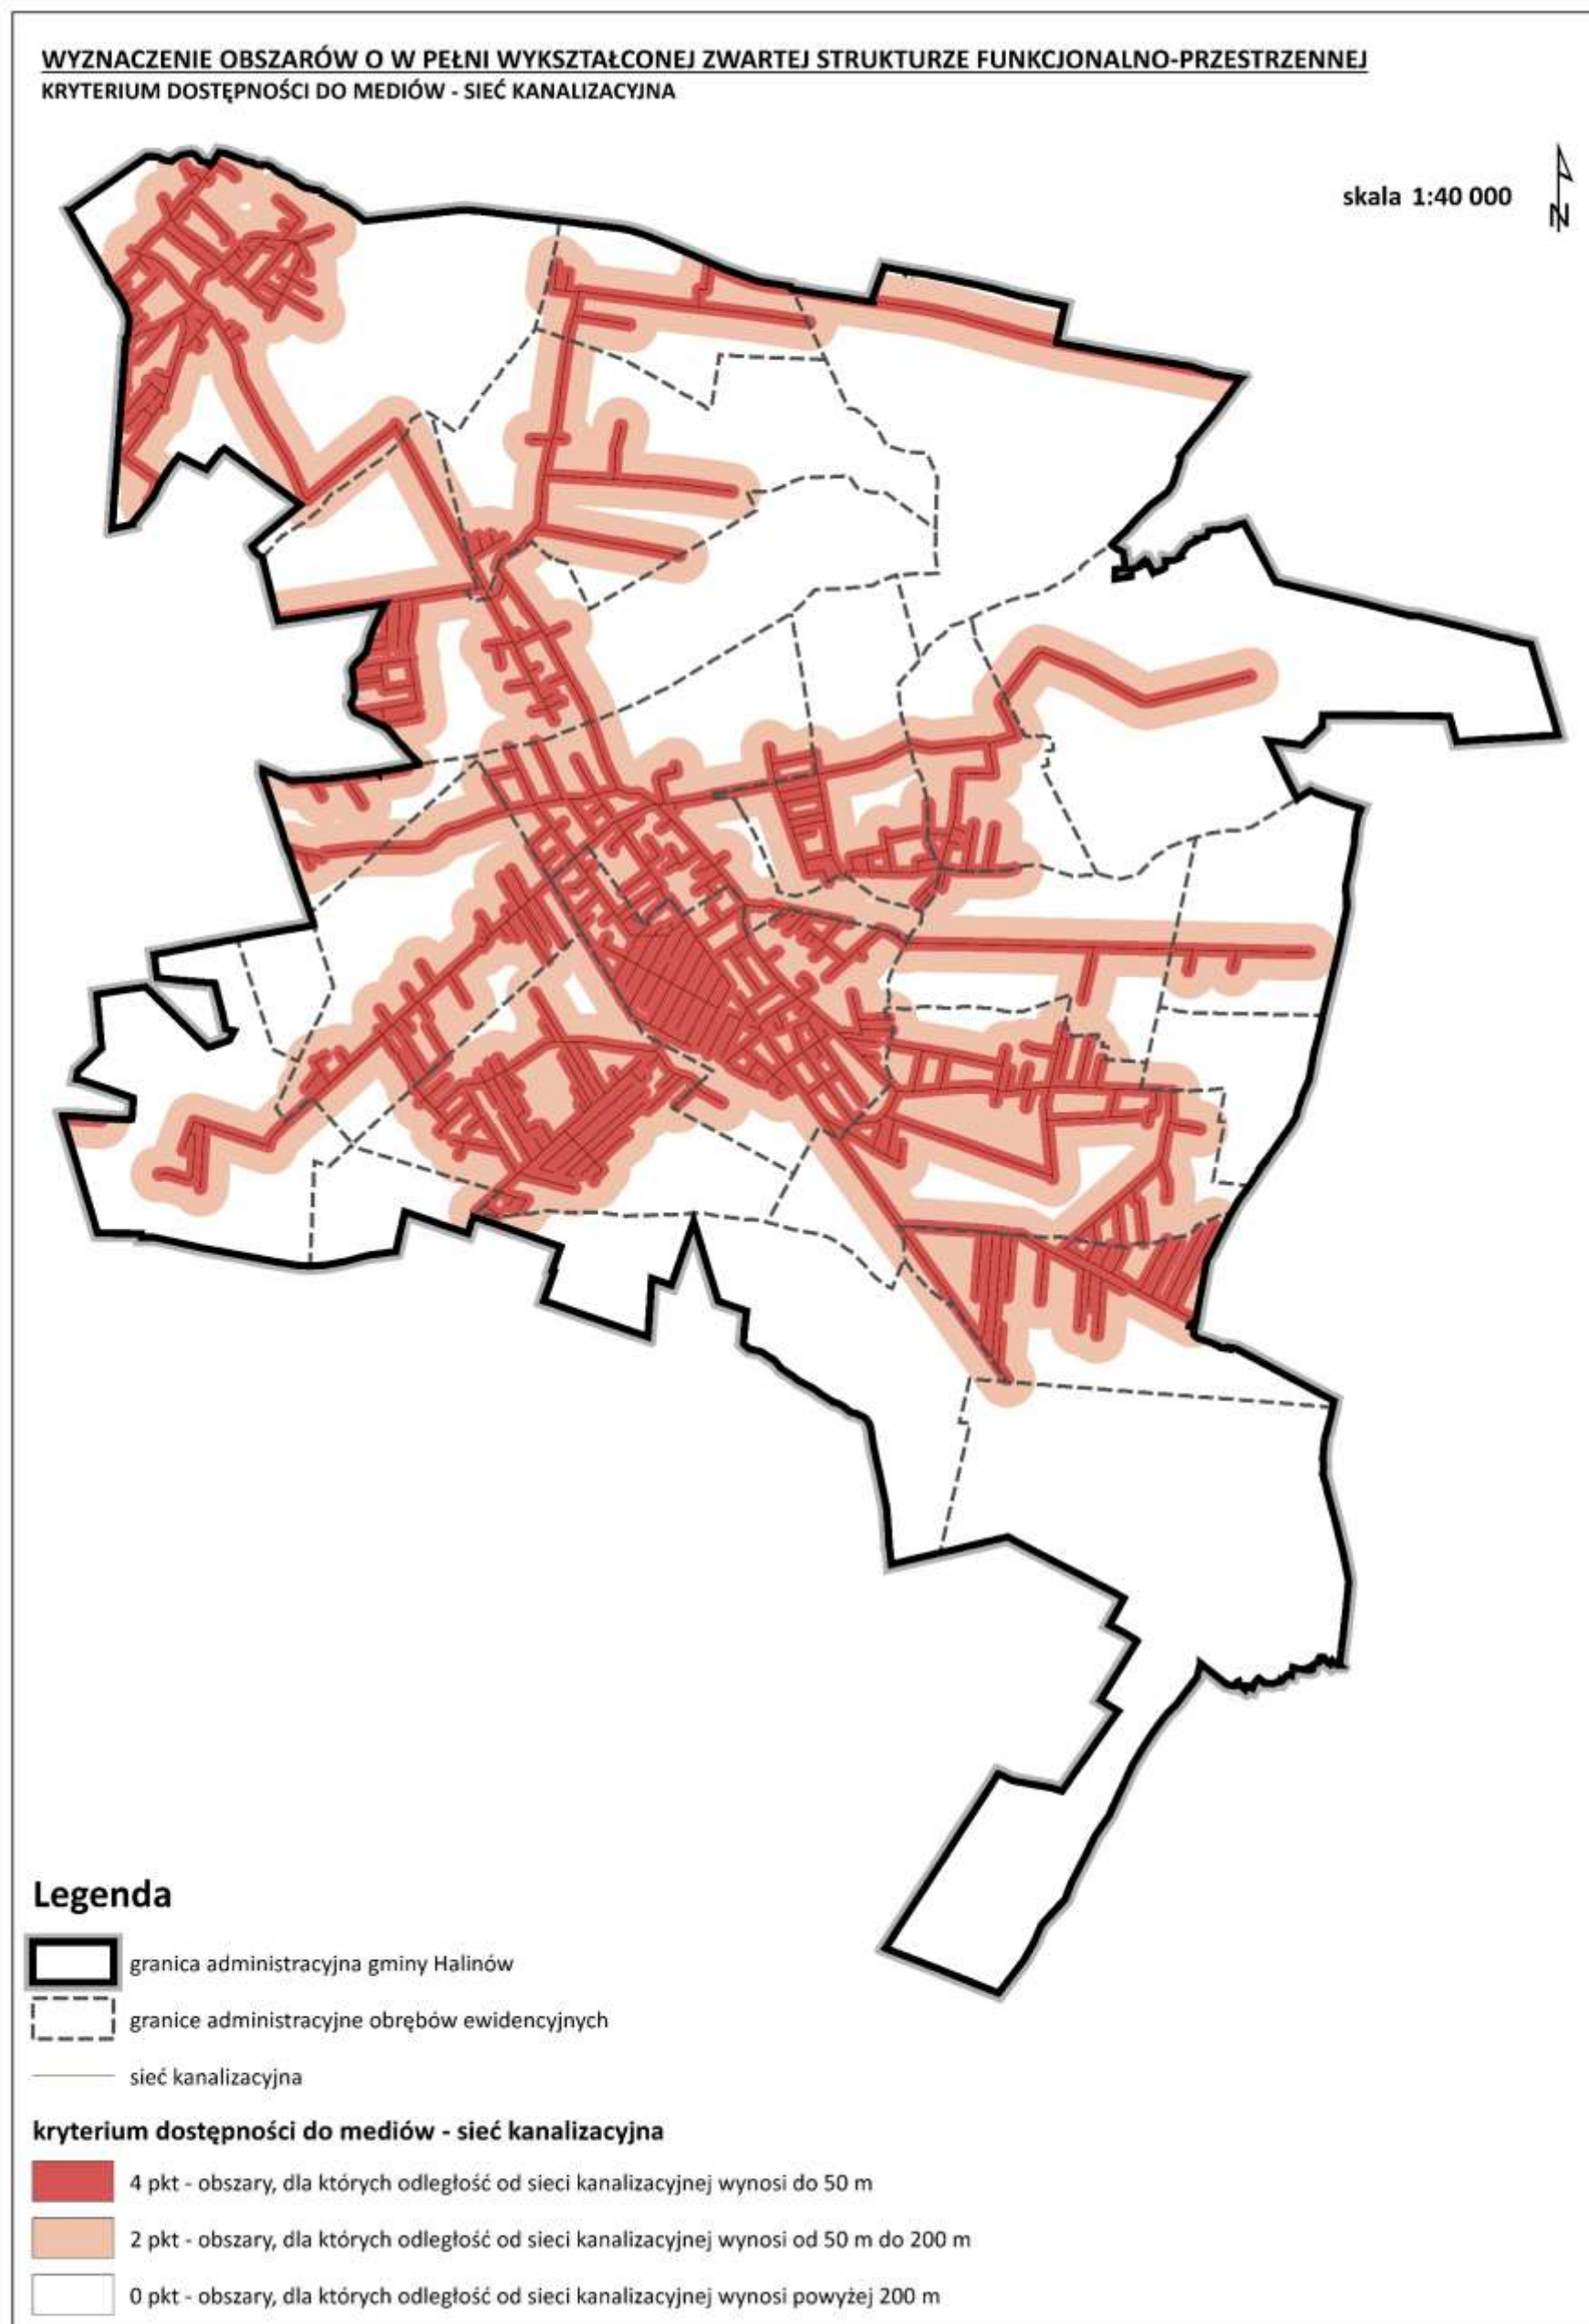 WYZNACZENIE OBSZARÓW O W PEŁNI WYKSZTAŁCONEJ ZWARTEJ STRUKTURZE FUNKCJONALNO-PRZESTRZENNEJ
KRYTERIUM DOSTĘPNOŚCI DO MEDIÓW - SIEĆ KANALIZACYJNA
skala 1:40 000
N
Legenda
granica administracyjna gminy Halinów
granice administracyjne obrębów ewidencyjnych
sieć kanalizacyjna
kryterium dostępności do mediów - sieć kanalizacyjna
4 pkt - obszary, dla których odległość od sieci kanalizacyjnej wynosi do 50 m
2 pkt - obszary, dla których odległość od sieci kanalizacyjnej wynosi od 50 m do 200 m
0 pkt - obszary, dla których odległość od sieci kanalizacyjnej wynosi powyżej 200 m